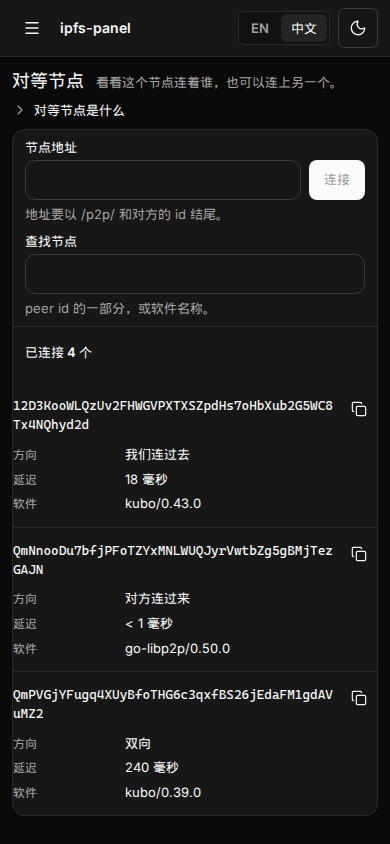 ipfs-panel
EN
中文
对等节点
看看这个节点连着谁，也可以连上另一个。
对等节点是什么
节点地址
连接
地址要以 /p2p/ 和对方的 id 结尾。
查找节点
peer id 的一部分，或软件名称。
已连接 4 个
12D3KooWLQzUv2FHWGVPXTXSZpdHs7oHbXub2G5WC8
Tx4NQhyd2d
方向 我们连过去
延迟 18 毫秒
软件 kubo/0.43.0
QmNnooDu7bfjPFoTZYxMNLWUQJyrVwtbZg5gBMjTez
GAJN
方向 对方连过来
延迟 < 1 毫秒
软件 go-libp2p/0.50.0
QmPVGjYFugq4XUyBfoTHG6c3qxfBS26jEdaFM1gdAV
uMZ2
方向 双向
延迟 240 毫秒
软件 kubo/0.39.0